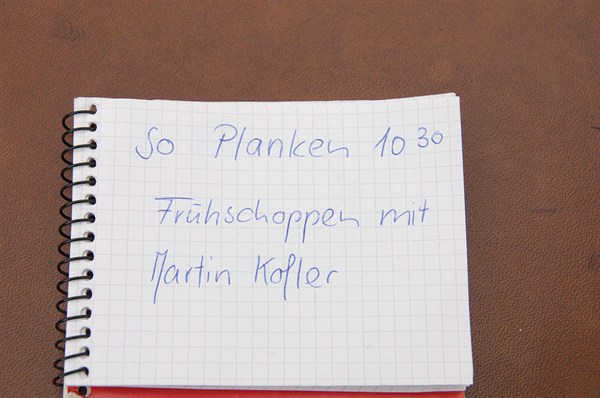 So Planken 10 30
Frühschoppen mit
Martin Kofler